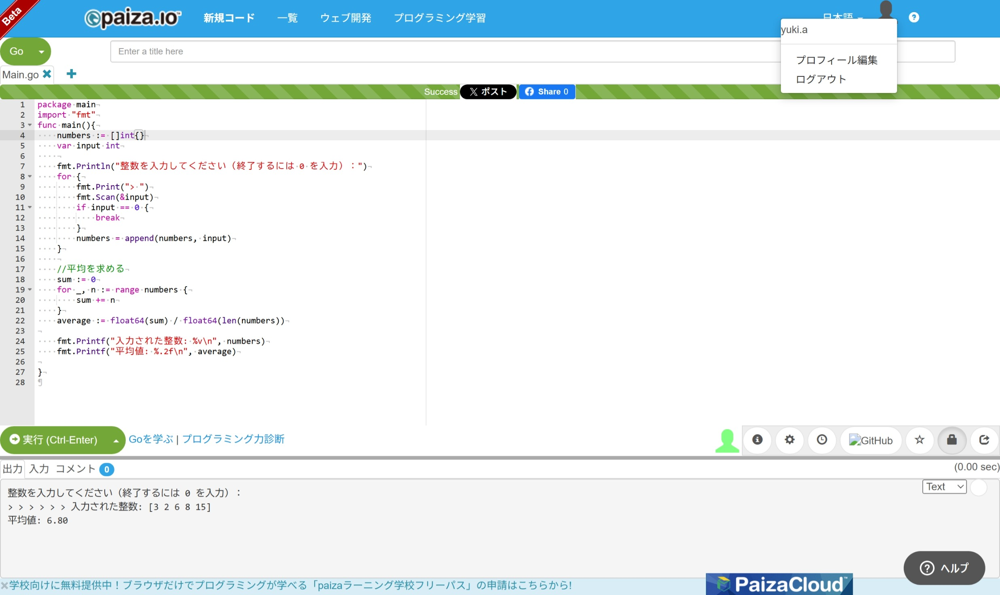 Beta
paiza.IO™
新規コード 一覧 ウェブ開発 プログラミング学習
日本語
yuki.a
プロフィール編集
ログアウト
Go
Enter a title here
Main.go
Success ポスト Share 0
1 package main
2 import "fmt"
3 func main(){
4 numbers := []int{}
5 var input int
6
7 fmt.Println("整数を入力してください（終了するには 0 を入力）：")
8 for {
9 fmt.Print("> ")
10 fmt.Scan(&input)
11 if input == 0 {
12 break
13 }
14 numbers = append(numbers, input)
15 }
16
17 //平均を求める
18 sum := 0
19 for _, n := range numbers {
20 sum += n
21 }
22 average := float64(sum) / float64(len(numbers))
23
24 fmt.Printf("入力された整数: %v\n", numbers)
25 fmt.Printf("平均値: %.2f\n", average)
26
27 }
28
実行 (Ctrl-Enter) Goを学ぶ | プログラミング力診断
GitHub
出力 入力 コメント 0
(0.00 sec)
Text
整数を入力してください（終了するには 0 を入力）：
> > > > > > 入力された整数: [3 2 6 8 15]
平均値: 6.80
ヘルプ
学校向けに無料提供中！ブラウザだけでプログラミングが学べる「paizaラーニング学校フリーパス」の申請はこちらから!
PaizaCloud™